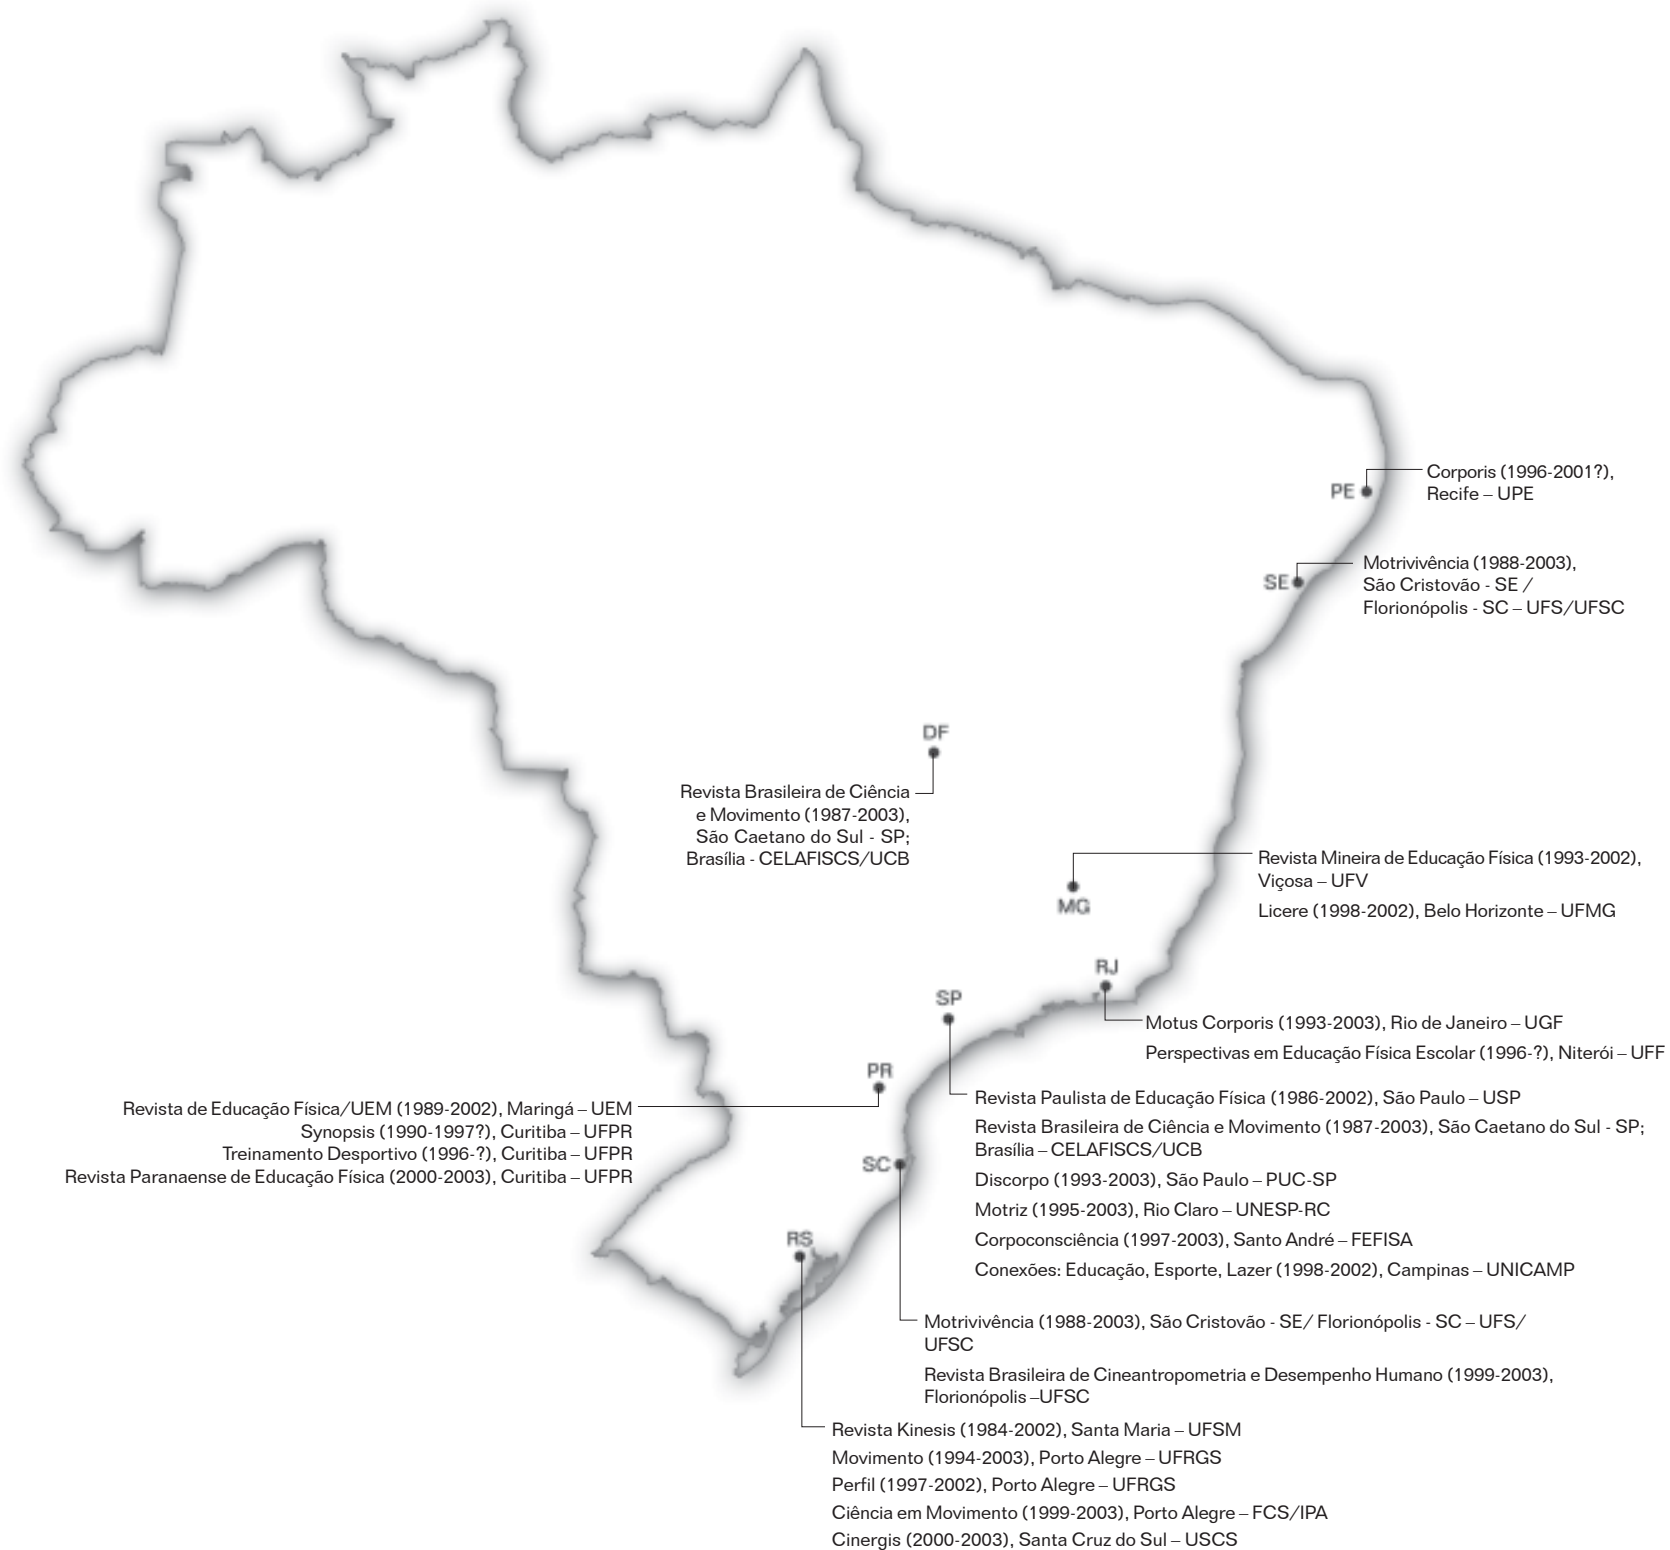 PE
Corporis (1996-2001?),
Recife – UPE
SE
Motrivivência (1988-2003),
São Cristovão - SE /
Florionópolis - SC – UFS/UFSC
DF
Revista Brasileira de Ciência
e Movimento (1987-2003),
São Caetano do Sul - SP;
Brasília - CELAFISCS/UCB
MG
Revista Mineira de Educação Física (1993-2002),
Viçosa – UFV
Licere (1998-2002), Belo Horizonte – UFMG
RJ
Motus Corporis (1993-2003), Rio de Janeiro – UGF
Perspectivas em Educação Física Escolar (1996-?), Niterói – UFF
SP
Revista Paulista de Educação Física (1986-2002), São Paulo – USP
Revista Brasileira de Ciência e Movimento (1987-2003), São Caetano do Sul - SP;
Brasília – CELAFISCS/UCB
Discorpo (1993-2003), São Paulo – PUC-SP
Motriz (1995-2003), Rio Claro – UNESP-RC
Corpoconsciência (1997-2003), Santo André – FEFISA
Conexões: Educação, Esporte, Lazer (1998-2002), Campinas – UNICAMP
PR
Revista de Educação Física/UEM (1989-2002), Maringá – UEM
Synopsis (1990-1997?), Curitiba – UFPR
Treinamento Desportivo (1996-?), Curitiba – UFPR
Revista Paranaense de Educação Física (2000-2003), Curitiba – UFPR
SC
Motrivivência (1988-2003), São Cristovão - SE/ Florionópolis - SC – UFS/
UFSC
Revista Brasileira de Cineantropometria e Desempenho Humano (1999-2003),
Florionópolis –UFSC
RS
Revista Kinesis (1984-2002), Santa Maria – UFSM
Movimento (1994-2003), Porto Alegre – UFRGS
Perfil (1997-2002), Porto Alegre – UFRGS
Ciência em Movimento (1999-2003), Porto Alegre – FCS/IPA
Cinergis (2000-2003), Santa Cruz do Sul – USCS